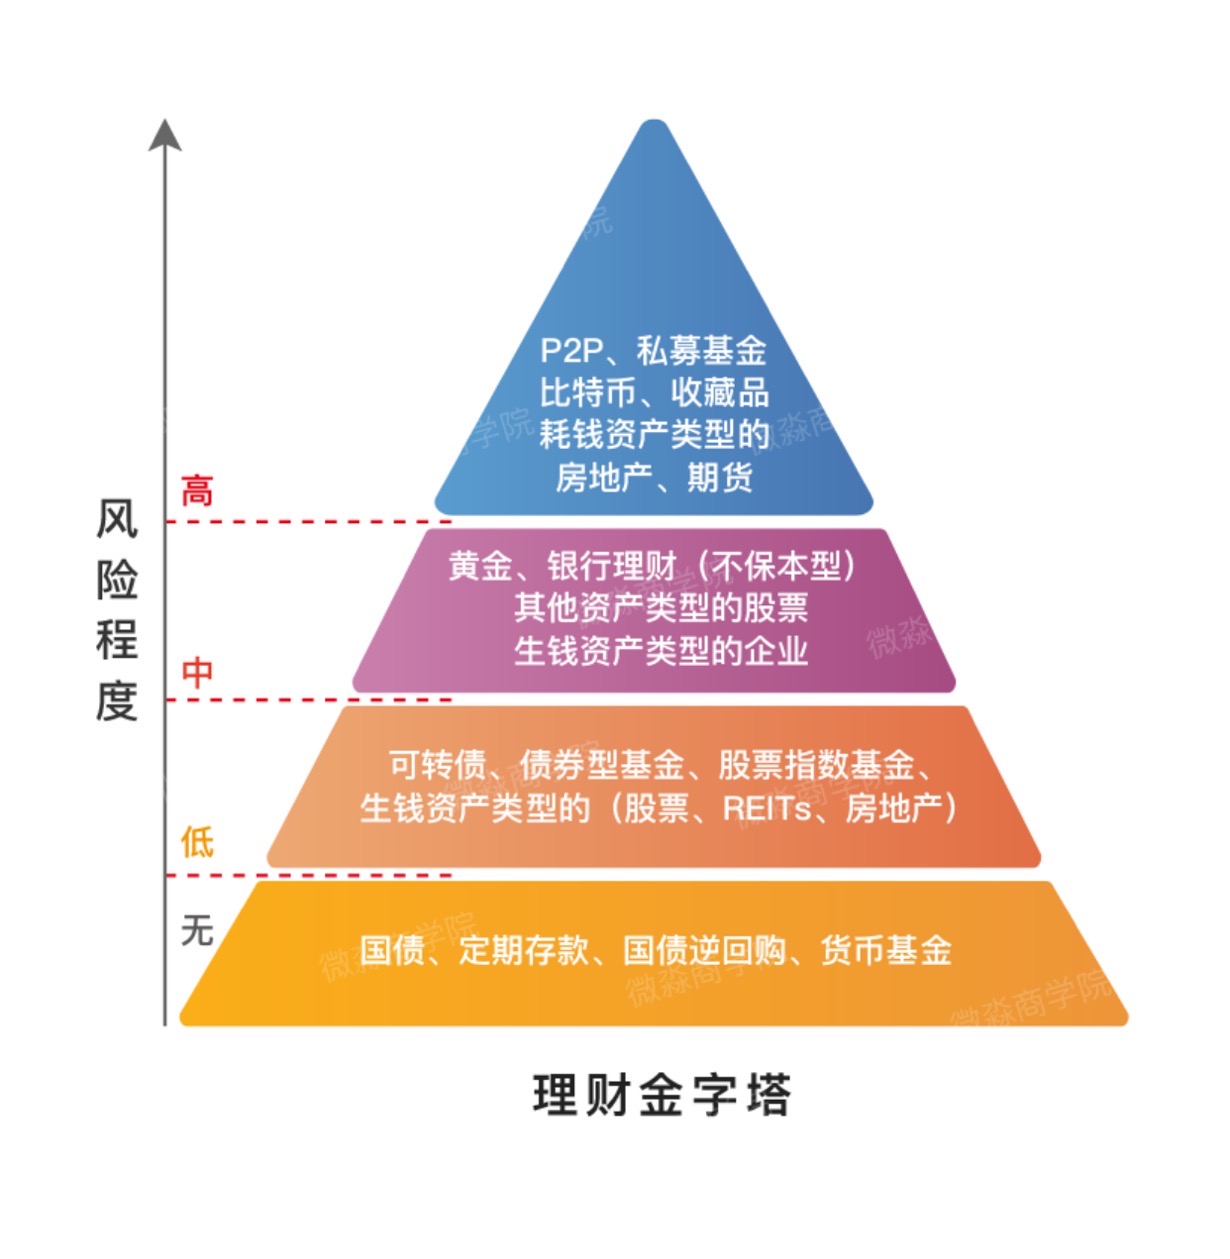 P2P、私募基金
比特币、收藏品
耗钱资产类型的
房地产、期货
高
黄金、银行理财（不保本型）
其他资产类型的股票
生钱资产类型的企业
中
可转债、债券型基金、股票指数基金、
生钱资产类型的（股票、REITs、房地产）
低
无
国债、定期存款、国债逆回购、货币基金
风险程度
理财金字塔
微淼商学院